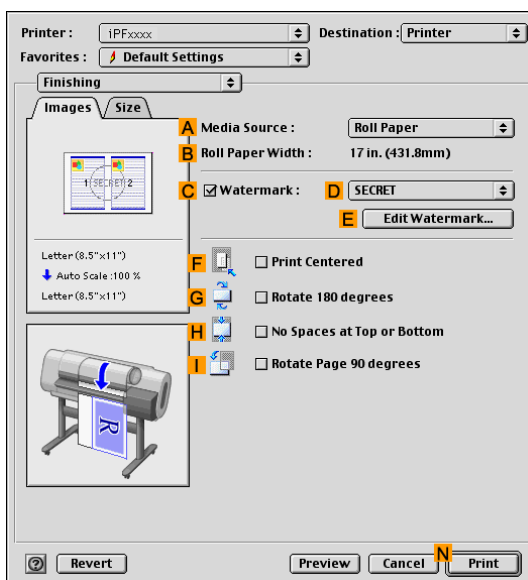 Printer : iPFxxxx Destination : Printer
Favorites : Default Settings
Finishing
Images Size
A Media Source : Roll Paper
B Roll Paper Width : 17 in. (431.8mm)
1 SECRET 2
C Watermark : D SECRET
E Edit Watermark...
Letter (8.5"x11")
Auto Scale :100 %
Letter (8.5"x11")
F Print Centered
G Rotate 180 degrees
H No Spaces at Top or Bottom
I Rotate Page 90 degrees
R
N
? Revert Preview Cancel Print